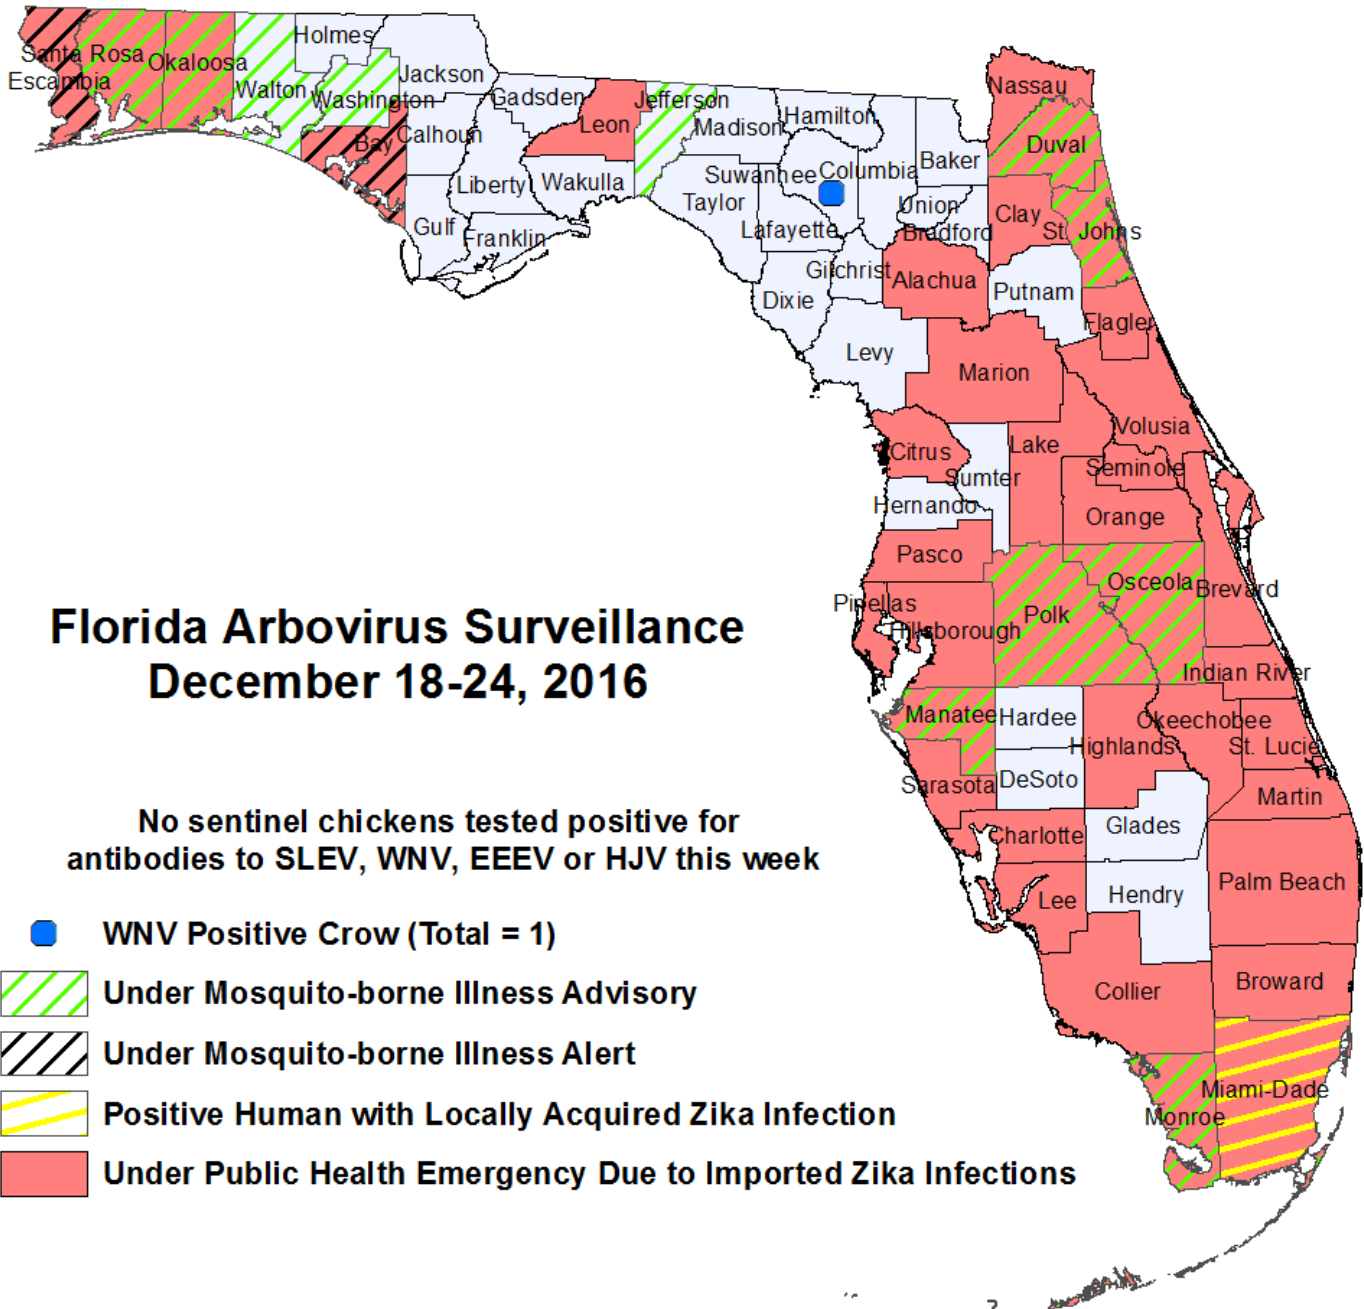 Holmes
Santa Rosa
Okaloosa
Escambia
Walton
Washington
Jackson
Gadsden
Jefferson
Nassau
Bay
Calhoun
Leon
Madison
Hamilton
Duval
Liberty
Wakulla
Suwannee
Columbia
Baker
Taylor
Gulf
Franklin
Lafayette
Union
Bradford
Clay
St. Johns
Gilchrist
Alachua
Dixie
Putnam
Flagler
Levy
Marion
Volusia
Citrus
Lake
Sumter
Seminole
Hernando
Orange
Pasco
Osceola
Brevard
Pinellas
Polk
Hillsborough
Florida Arbovirus Surveillance
December 18-24, 2016
Indian River
Manatee
Hardee
Okeechobee
Highlands
St. Lucie
Sarasota
DeSoto
Martin
Charlotte
Glades
No sentinel chickens tested positive for
antibodies to SLEV, WNV, EEEV or HJV this week
Lee
Hendry
Palm Beach
WNV Positive Crow (Total = 1)
Under Mosquito-borne Illness Advisory
Collier
Broward
Under Mosquito-borne Illness Alert
Miami-Dade
Monroe
Positive Human with Locally Acquired Zika Infection
Under Public Health Emergency Due to Imported Zika Infections